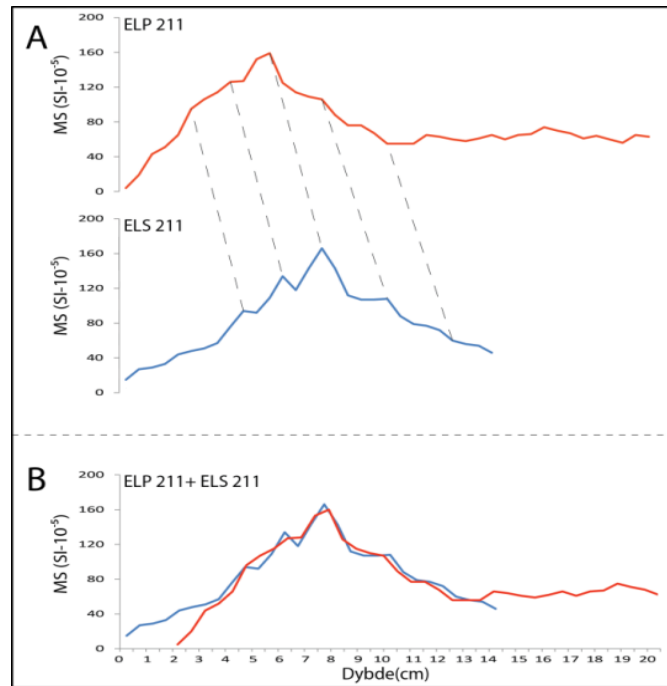 A
ELP 211
MS (SI-10⁻⁵)
200
160
120
80
40
0
ELS 211
MS (SI-10⁻⁵)
200
160
120
80
40
0
B
ELP 211+ ELS 211
MS (SI-10⁻⁵)
200
160
120
80
40
0
0 1 2 3 4 5 6 7 8 9 10 11 12 13 14 15 16 17 18 19 20
Dybde(cm)